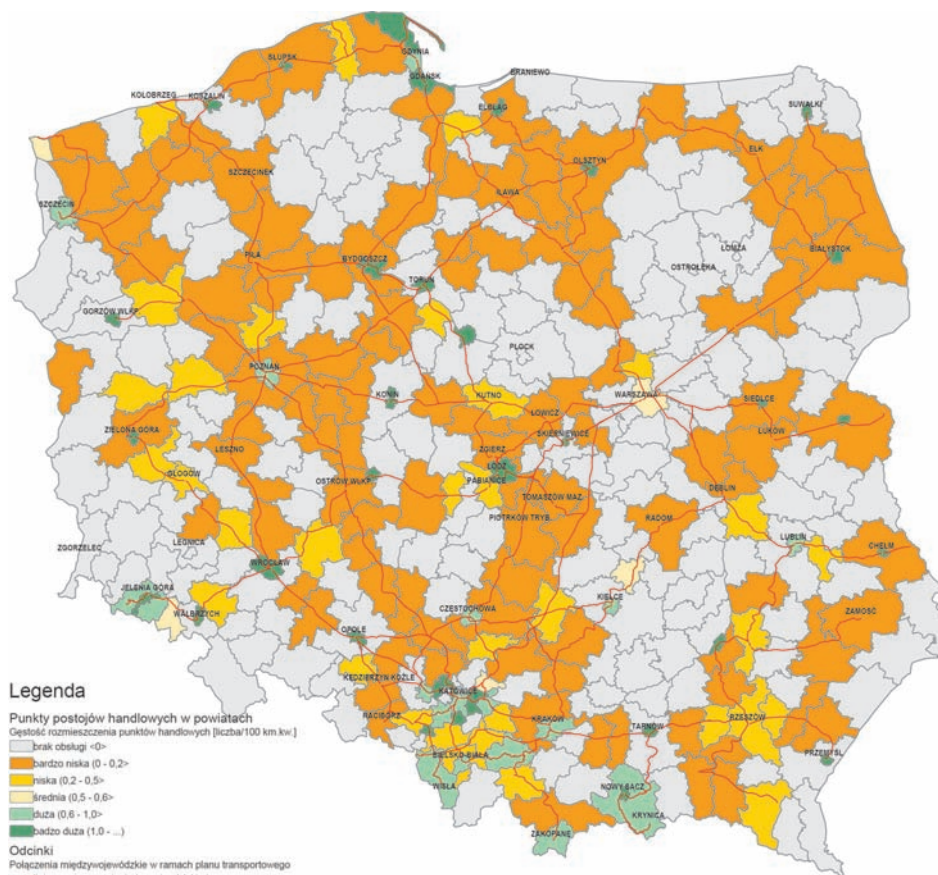 GDYNIA
SŁUPSK
GDAŃSK
BRANIEWO
KOŁOBRZEG
KOSZALIN
ELBLĄG
SUWAŁKI
OLSZTYN
EŁK
SZCZECINEK
IŁAWA
SZCZECIN
ŁOMŻA
BIAŁYSTOK
PIŁA
BYDGOSZCZ
OSTROŁĘKA
TORUŃ
GORZÓW WLKP.
PŁOCK
POZNAŃ
KONIN
KUTNO
WARSZAWA
SIEDLCE
ŁOWICZ
ZIELONA GÓRA
SKIERNIEWICE
ŁUKÓW
LESZNO
ZGIERZ
ŁÓDŹ
GŁOGÓW
OSTRÓW WLKP.
PABIANICE
DĘBLIN
TOMASZÓW MAZ.
PIOTRKÓW TRYB.
RADOM
ZGORZELEC
LEGNICA
LUBLIN
CHEŁM
WROCŁAW
JELENIA GÓRA
WAŁBRZYCH
KIELCE
CZĘSTOCHOWA
ZAMOŚĆ
OPOLE
KĘDZIERZYN KOŹLE
KATOWICE
RACIBÓRZ
KRAKÓW
TARNÓW
RZESZÓW
BIELSKO-BIAŁA
PRZEMYŚL
WISŁA
NOWY SĄCZ
KRYNICA
ZAKOPANE
Legenda
Punkty postojów handlowych w powiatach
Gęstość rozmieszczenia punktów handlowych [liczba/100 km.kw.]
brak obsługi <0>
bardzo niska (0 - 0,2>
niska (0,2 - 0,5>
średnia (0,5 - 0,6>
duża (0,6 - 1,0>
badzo duża (1,0 - ...)
Odcinki
Połączenia międzywojewódzkie w ramach planu transportowego